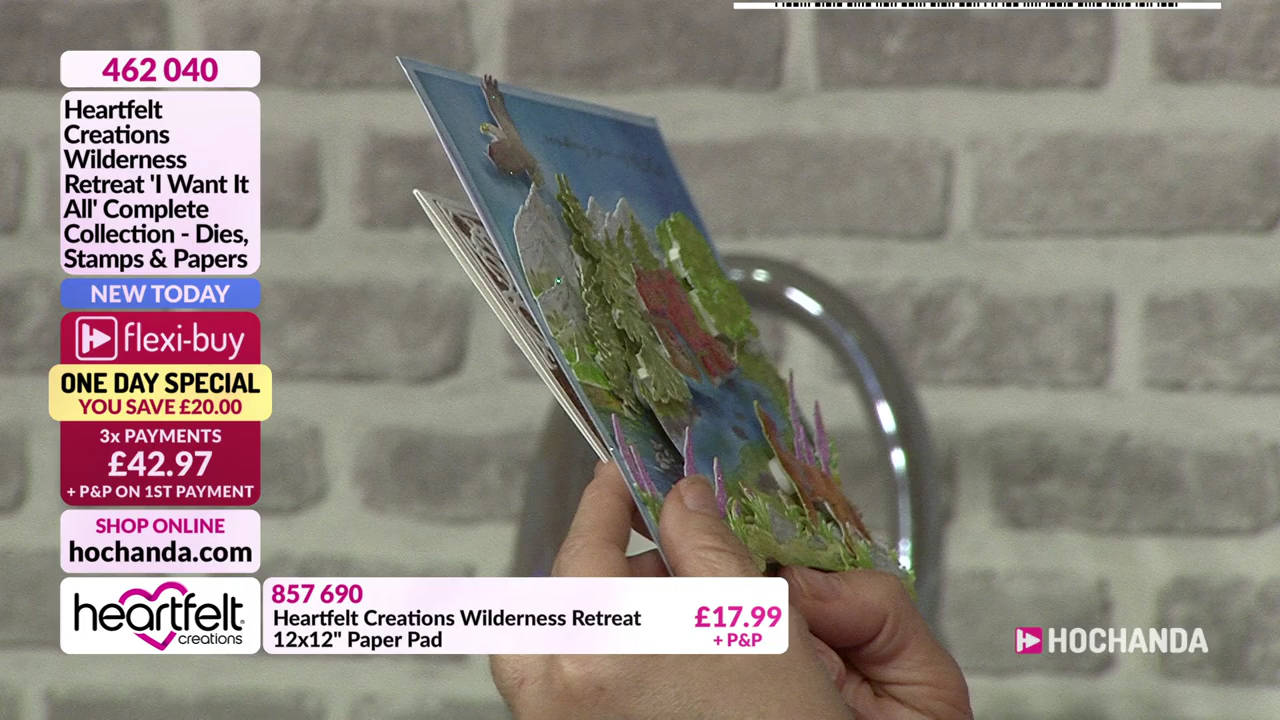 462 040
Heartfelt
Creations
Wilderness
Retreat 'I Want It
All' Complete
Collection - Dies,
Stamps & Papers
NEW TODAY
flexi-buy
ONE DAY SPECIAL
YOU SAVE £20.00
3x PAYMENTS
£42.97
+ P&P ON 1ST PAYMENT
SHOP ONLINE
hochanda.com
heartfelt
creations
857 690
Heartfelt Creations Wilderness Retreat
12x12" Paper Pad
£17.99
+ P&P
HOCHANDA